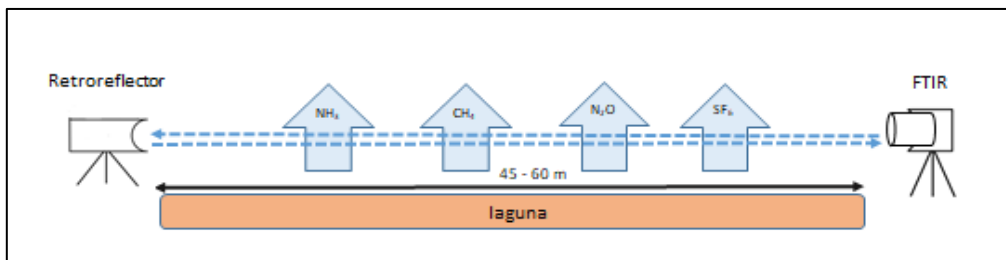 Retroreflector
FTIR
NH₃
CH₄
N₂O
SF₆
45 - 60 m
laguna